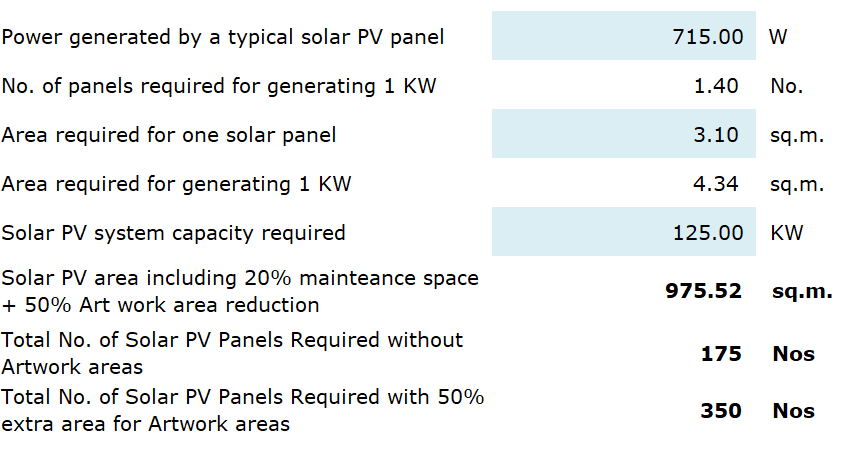 Power generated by a typical solar PV panel 715.00 W
No. of panels required for generating 1 KW 1.40 No.
Area required for one solar panel 3.10 sq.m.
Area required for generating 1 KW 4.34 sq.m.
Solar PV system capacity required 125.00 KW
Solar PV area including 20% mainteance space
+ 50% Art work area reduction 975.52 sq.m.
Total No. of Solar PV Panels Required without
Artwork areas 175 Nos
Total No. of Solar PV Panels Required with 50%
extra area for Artwork areas 350 Nos